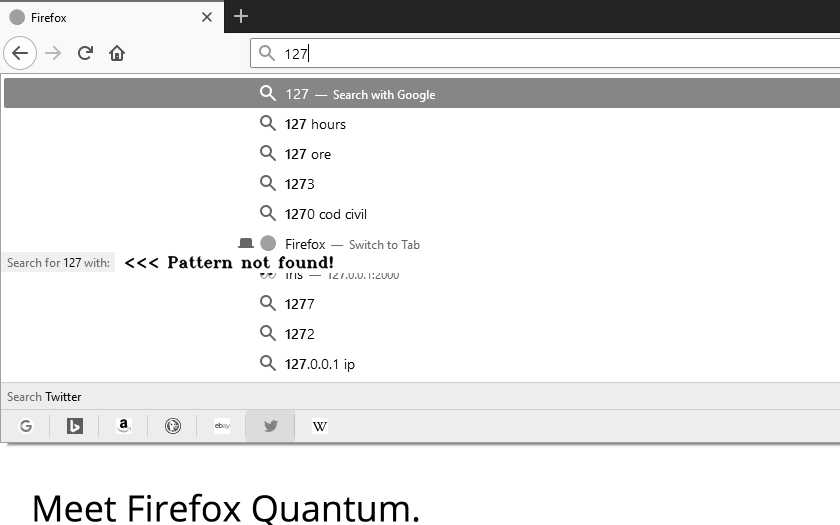 Firefox
127
127 — Search with Google
127 hours
127 ore
1273
1270 cod civil
Firefox — Switch to Tab
Search for 127 with: <<< Pattern not found!
Iris — 127.0.0.1:2000
1277
1272
127.0.0.1 ip
Search Twitter
G b a ebay W
Meet Firefox Quantum.